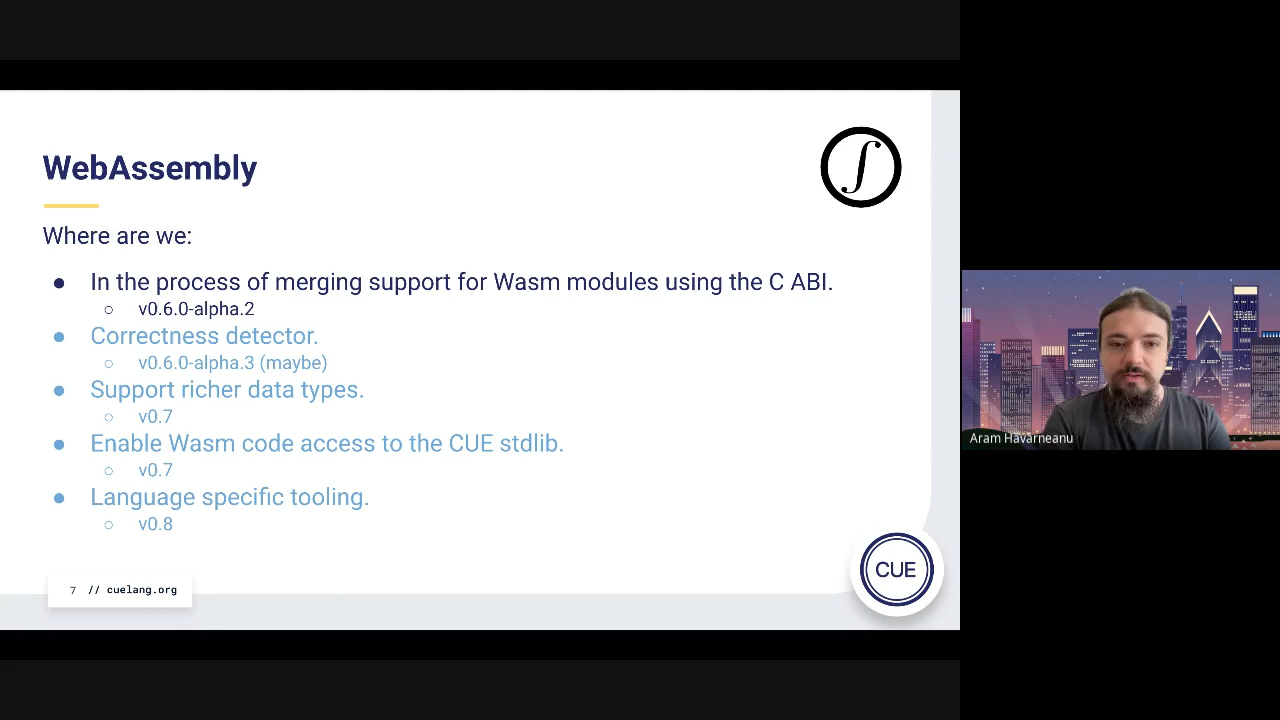 WebAssembly
Where are we:
● In the process of merging support for Wasm modules using the C ABI.
○ v0.6.0-alpha.2
● Correctness detector.
○ v0.6.0-alpha.3 (maybe)
● Support richer data types.
○ v0.7
● Enable Wasm code access to the CUE stdlib.
○ v0.7
● Language specific tooling.
○ v0.8
7 // cuelang.org
CUE
Aram Hăvărneanu